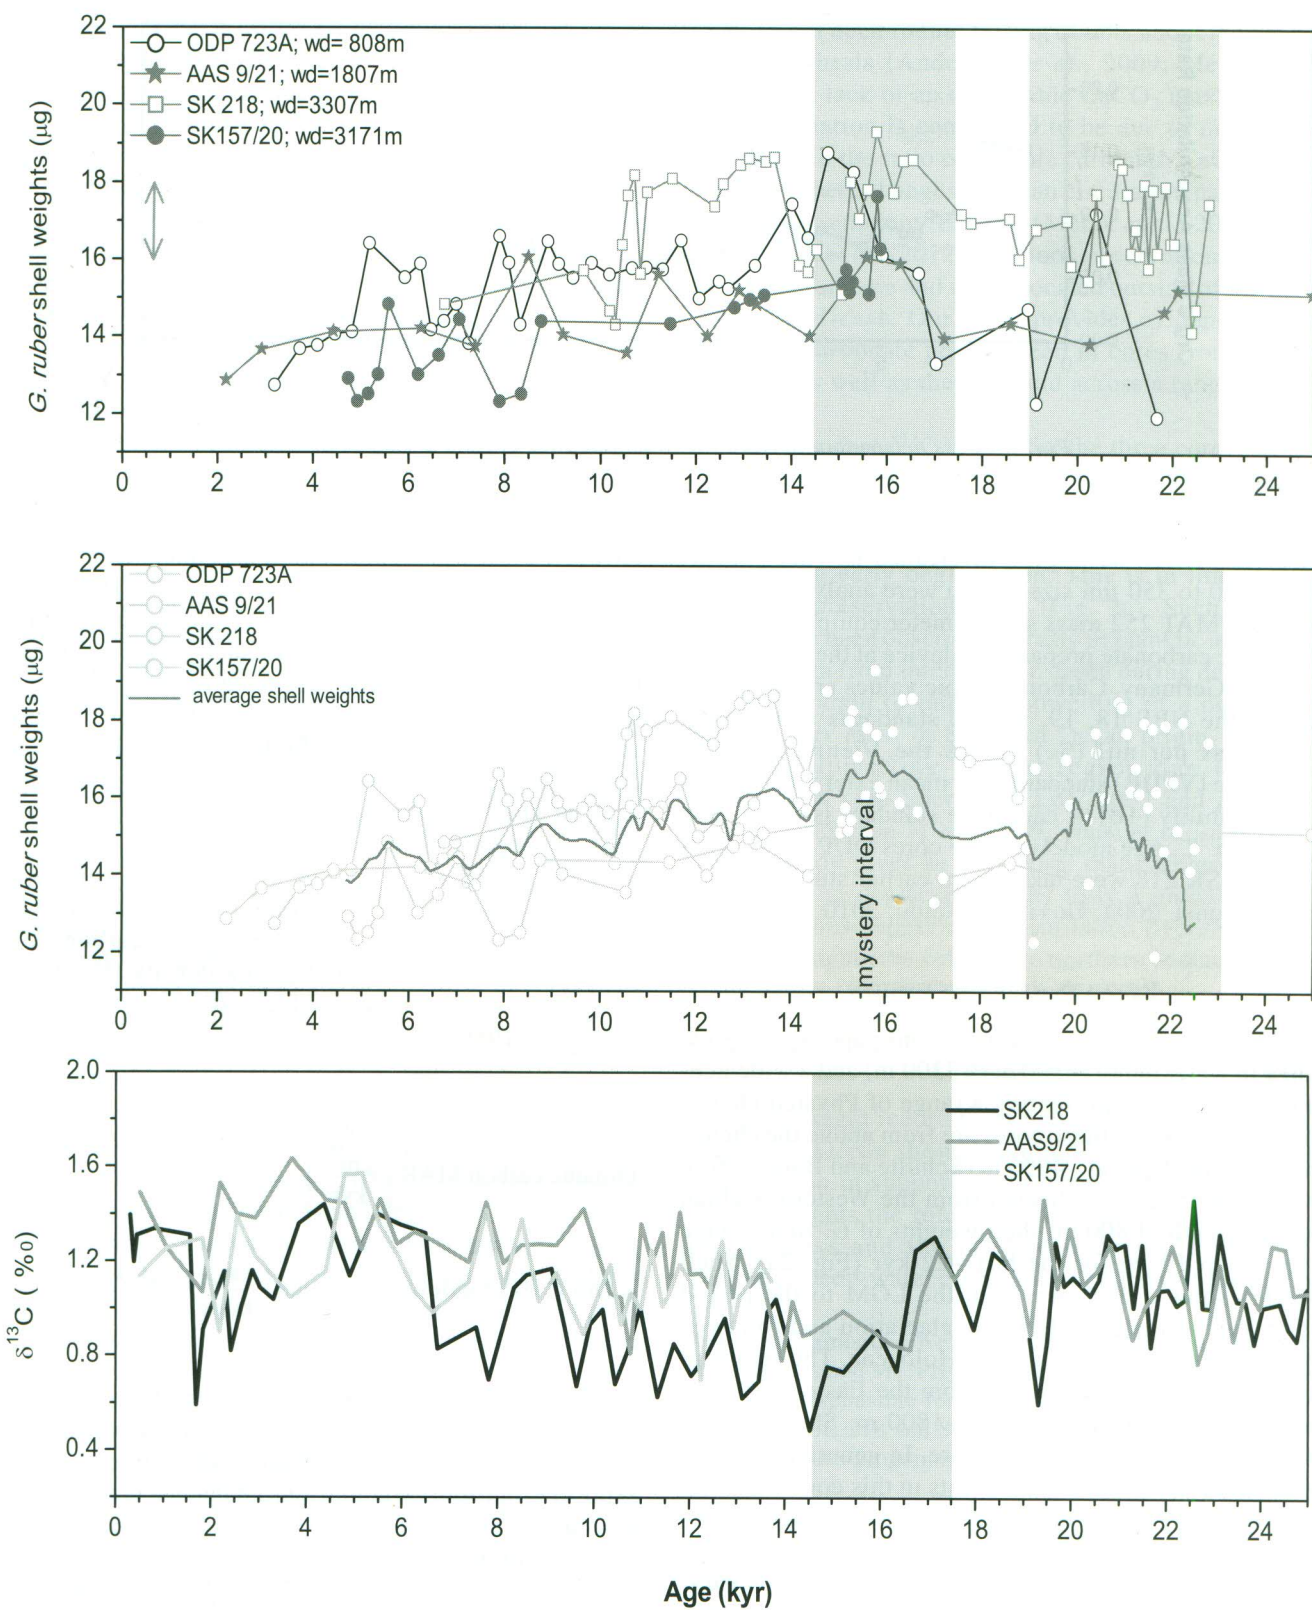 22
20
18
16
14
12
G. ruber shell weights (µg)
ODP 723A; wd= 808m
AAS 9/21; wd=1807m
SK 218; wd=3307m
SK157/20; wd=3171m
0 2 4 6 8 10 12 14 16 18 20 22 24
22
20
18
16
14
12
G. ruber shell weights (µg)
ODP 723A
AAS 9/21
SK 218
SK157/20
average shell weights
mystery interval
0 2 4 6 8 10 12 14 16 18 20 22 24
2.0
1.6
1.2
0.8
0.4
δ¹³C ( ‰)
SK218
AAS9/21
SK157/20
0 2 4 6 8 10 12 14 16 18 20 22 24
Age (kyr)